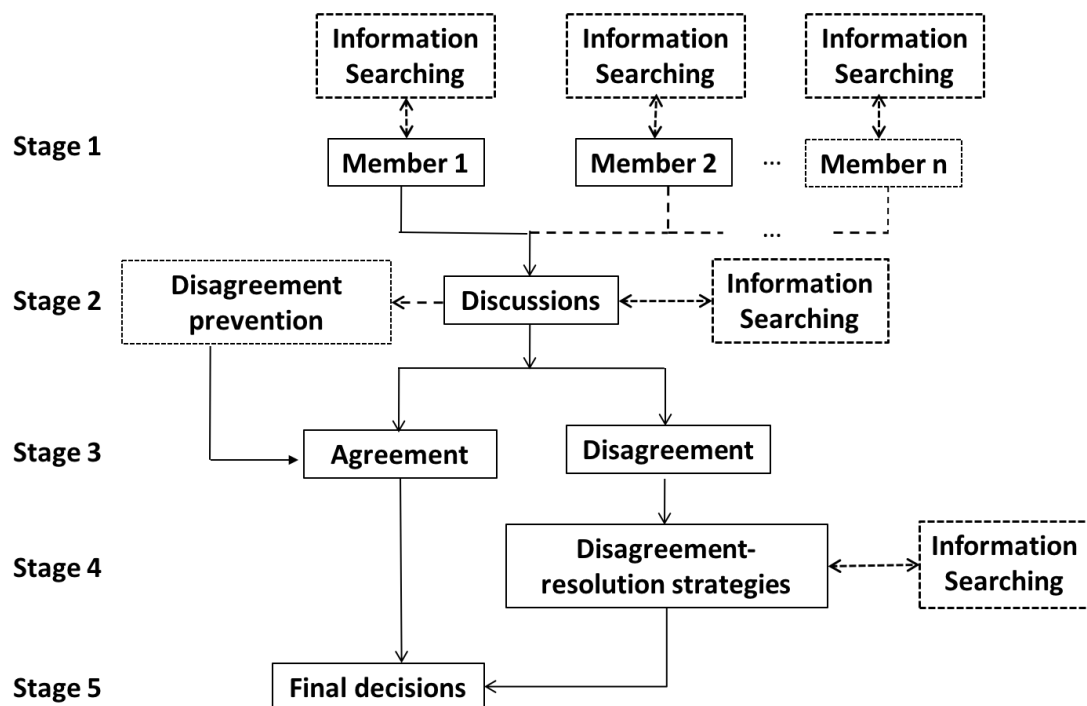 Information
Searching
Information
Searching
Information
Searching
Stage 1
Member 1
Member 2
...
Member n
...
Stage 2
Disagreement
prevention
Discussions
Information
Searching
Stage 3
Agreement
Disagreement
Stage 4
Disagreement-
resolution strategies
Information
Searching
Stage 5
Final decisions